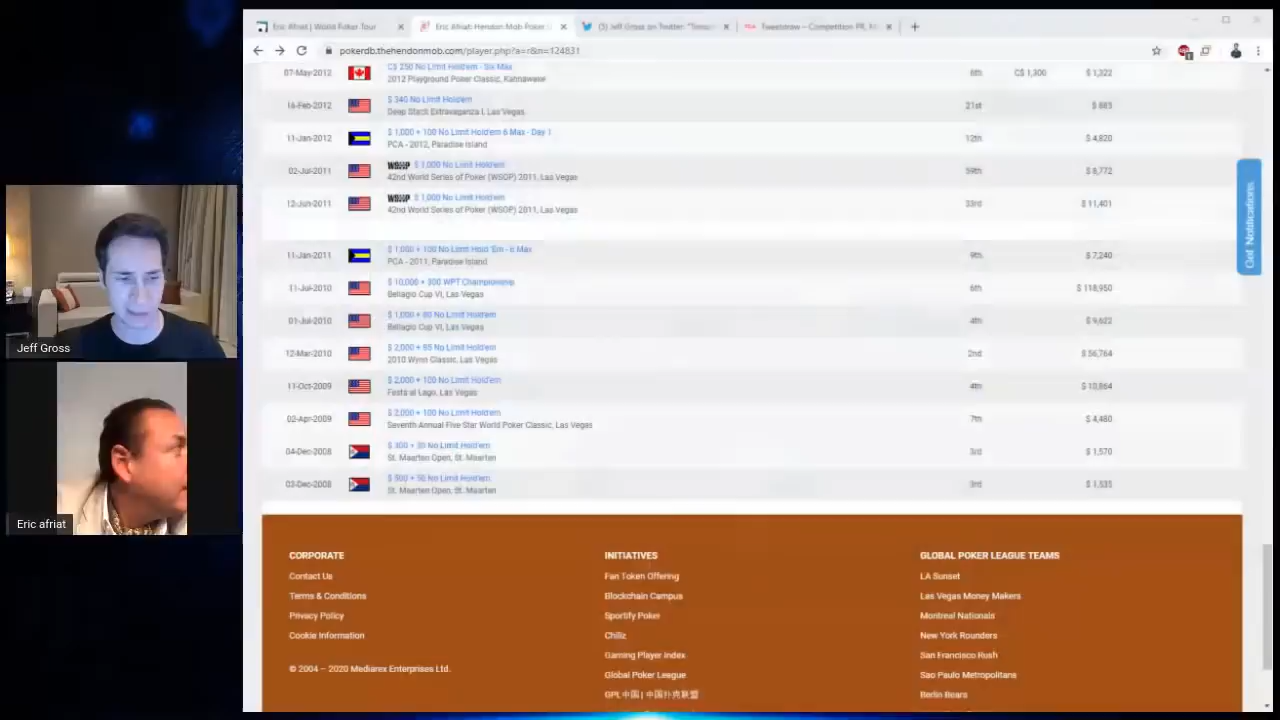 Eric Afriat | World Poker Tour
Eric Afriat: Hendon Mob Poker
(5) Jeff Gross on Twitter: "Tomor
Tweetdraw – Competition PR, M
pokerdb.thehendonmob.com/player.php?a=r&n=124831
07-May-2012 C$ 250 No Limit Hold'em - Six Max 6th C$ 1,300 $ 1,322
2012 Playground Poker Classic, Kahnawake
16-Feb-2012 $ 340 No Limit Hold'em 21st $ 885
Deep Stack Extravaganza I, Las Vegas
11-Jan-2012 $ 1,000 + 100 No Limit Hold'em 6 Max - Day 1 12th $ 4,820
PCA - 2012, Paradise Island
02-Jul-2011 WSOP $ 1,000 No Limit Hold'em 59th $ 8,772
42nd World Series of Poker (WSOP) 2011, Las Vegas
12-Jun-2011 WSOP $ 1,000 No Limit Hold'em 33rd $ 11,401
42nd World Series of Poker (WSOP) 2011, Las Vegas
11-Jan-2011 $ 1,000 + 100 No Limit Hold 'Em - 6 Max 9th $ 7,240
PCA - 2011, Paradise Island
11-Jul-2010 $ 10,000 + 300 WPT Championship 6th $ 118,950
Bellagio Cup VI, Las Vegas
01-Jul-2010 $ 1,000 + 80 No Limit Hold'em 4th $ 9,622
Bellagio Cup VI, Las Vegas
12-Mar-2010 $ 2,000 + 85 No Limit Hold'em 2nd $ 56,764
2010 Wynn Classic, Las Vegas
11-Oct-2009 $ 2,000 + 100 No Limit Hold'em 4th $ 10,864
Festa al Lago, Las Vegas
02-Apr-2009 $ 2,000 + 100 No Limit Hold'em 7th $ 4,480
Seventh Annual Five Star World Poker Classic, Las Vegas
04-Dec-2008 $ 300 + 30 No Limit Hold'em 3rd $ 1,570
St. Maarten Open, St. Maarten
03-Dec-2008 $ 500 + 50 No Limit Hold'em 3rd $ 1,535
St. Maarten Open, St. Maarten
Get Notifications
Jeff Gross
Eric afriat
CORPORATE
Contact Us
Terms & Conditions
Privacy Policy
Cookie Information
© 2004 – 2020 Mediarex Enterprises Ltd.
INITIATIVES
Fan Token Offering
Blockchain Campus
Sportify Poker
Chiliz
Gaming Player Index
Global Poker League
GPL 中国 | 中国扑克联盟
GLOBAL POKER LEAGUE TEAMS
LA Sunset
Las Vegas Money Makers
Montreal Nationals
New York Rounders
San Francisco Rush
Sao Paulo Metropolitans
Berlin Bears